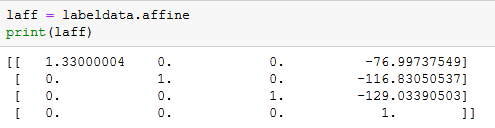 laff = labeldata.affine
print(laff)
[[   1.33000004    0.            0.          -76.99737549]
 [   0.            1.            0.         -116.83050537]
 [   0.            0.            1.         -129.03390503]
 [   0.            0.            0.            1.        ]]